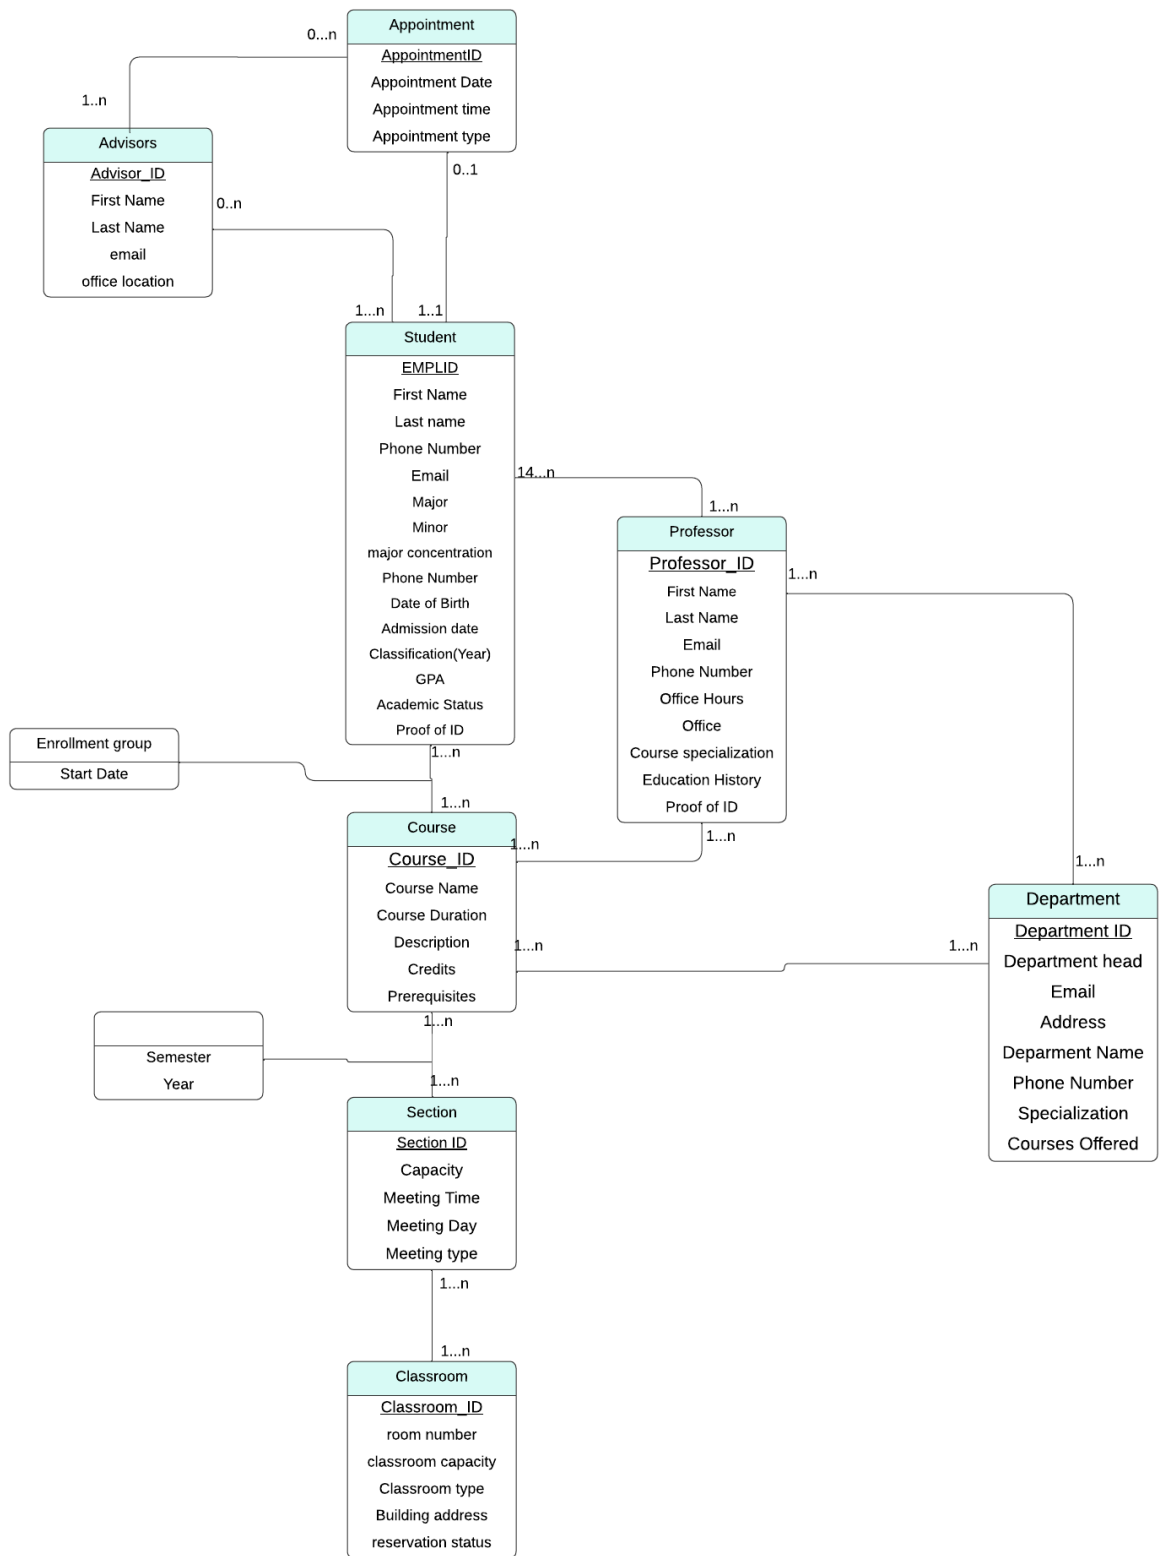 Appointment
0...n
AppointmentID
Appointment Date
Appointment time
Appointment type
1..n
Advisors
Advisor_ID
First Name
Last Name
email
office location
0..1
0..n
1...n
1..1
Student
EMPLID
First Name
Last name
Phone Number
Email
Major
Minor
major concentration
Phone Number
Date of Birth
Admission date
Classification(Year)
GPA
Academic Status
Proof of ID
14...n
1...n
Professor
Professor_ID
First Name
Last Name
Email
Phone Number
Office Hours
Office
Course specialization
Education History
Proof of ID
1...n
1...n
Enrollment group
Start Date
1...n
1...n
Course
Course_ID
Course Name
Course Duration
Description
Credits
Prerequisites
1...n
1...n
1...n
1...n
1...n
Department
Department ID
Department head
Email
Address
Deparment Name
Phone Number
Specialization
Courses Offered
1...n
Semester
Year
1...n
Section
Section ID
Capacity
Meeting Time
Meeting Day
Meeting type
1...n
1...n
Classroom
Classroom_ID
room number
classroom capacity
Classroom type
Building address
reservation status